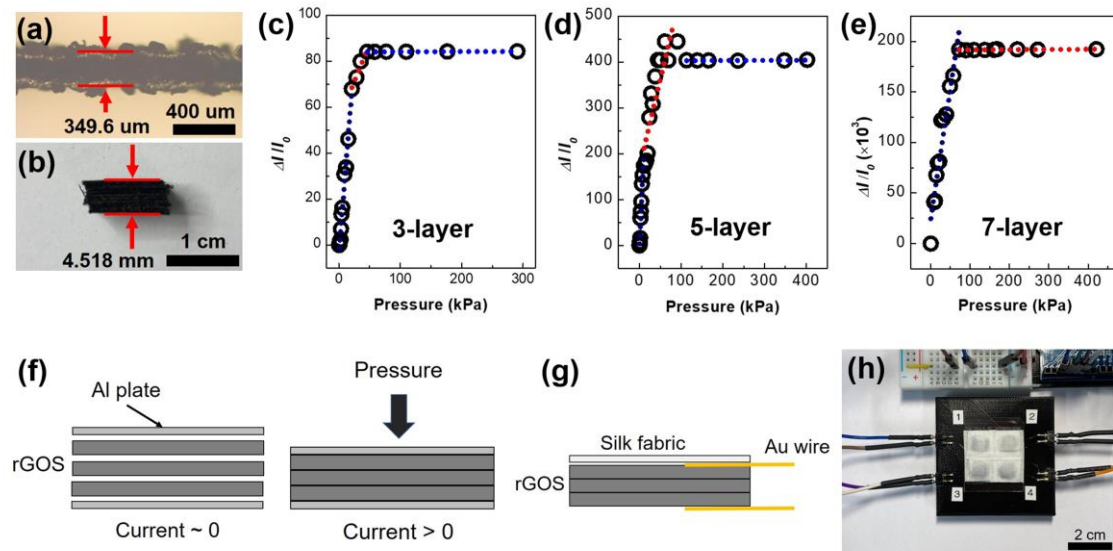 (a)
349.6 um
400 um
(b)
4.518 mm
1 cm
(c)
100
80
60
40
20
0
ΔI/I0
0 100 200 300
Pressure (kPa)
3-layer
(d)
500
400
300
200
100
0
ΔI/I0
0 100 200 300 400
Pressure (kPa)
5-layer
(e)
200
150
100
50
0
ΔI/I0 (×10³)
0 100 200 300 400
Pressure (kPa)
7-layer
(f)
Al plate
rGOS
Current ~ 0
Pressure
Current > 0
(g)
Silk fabric
Au wire
rGOS
(h)
1
2
3
4
2 cm